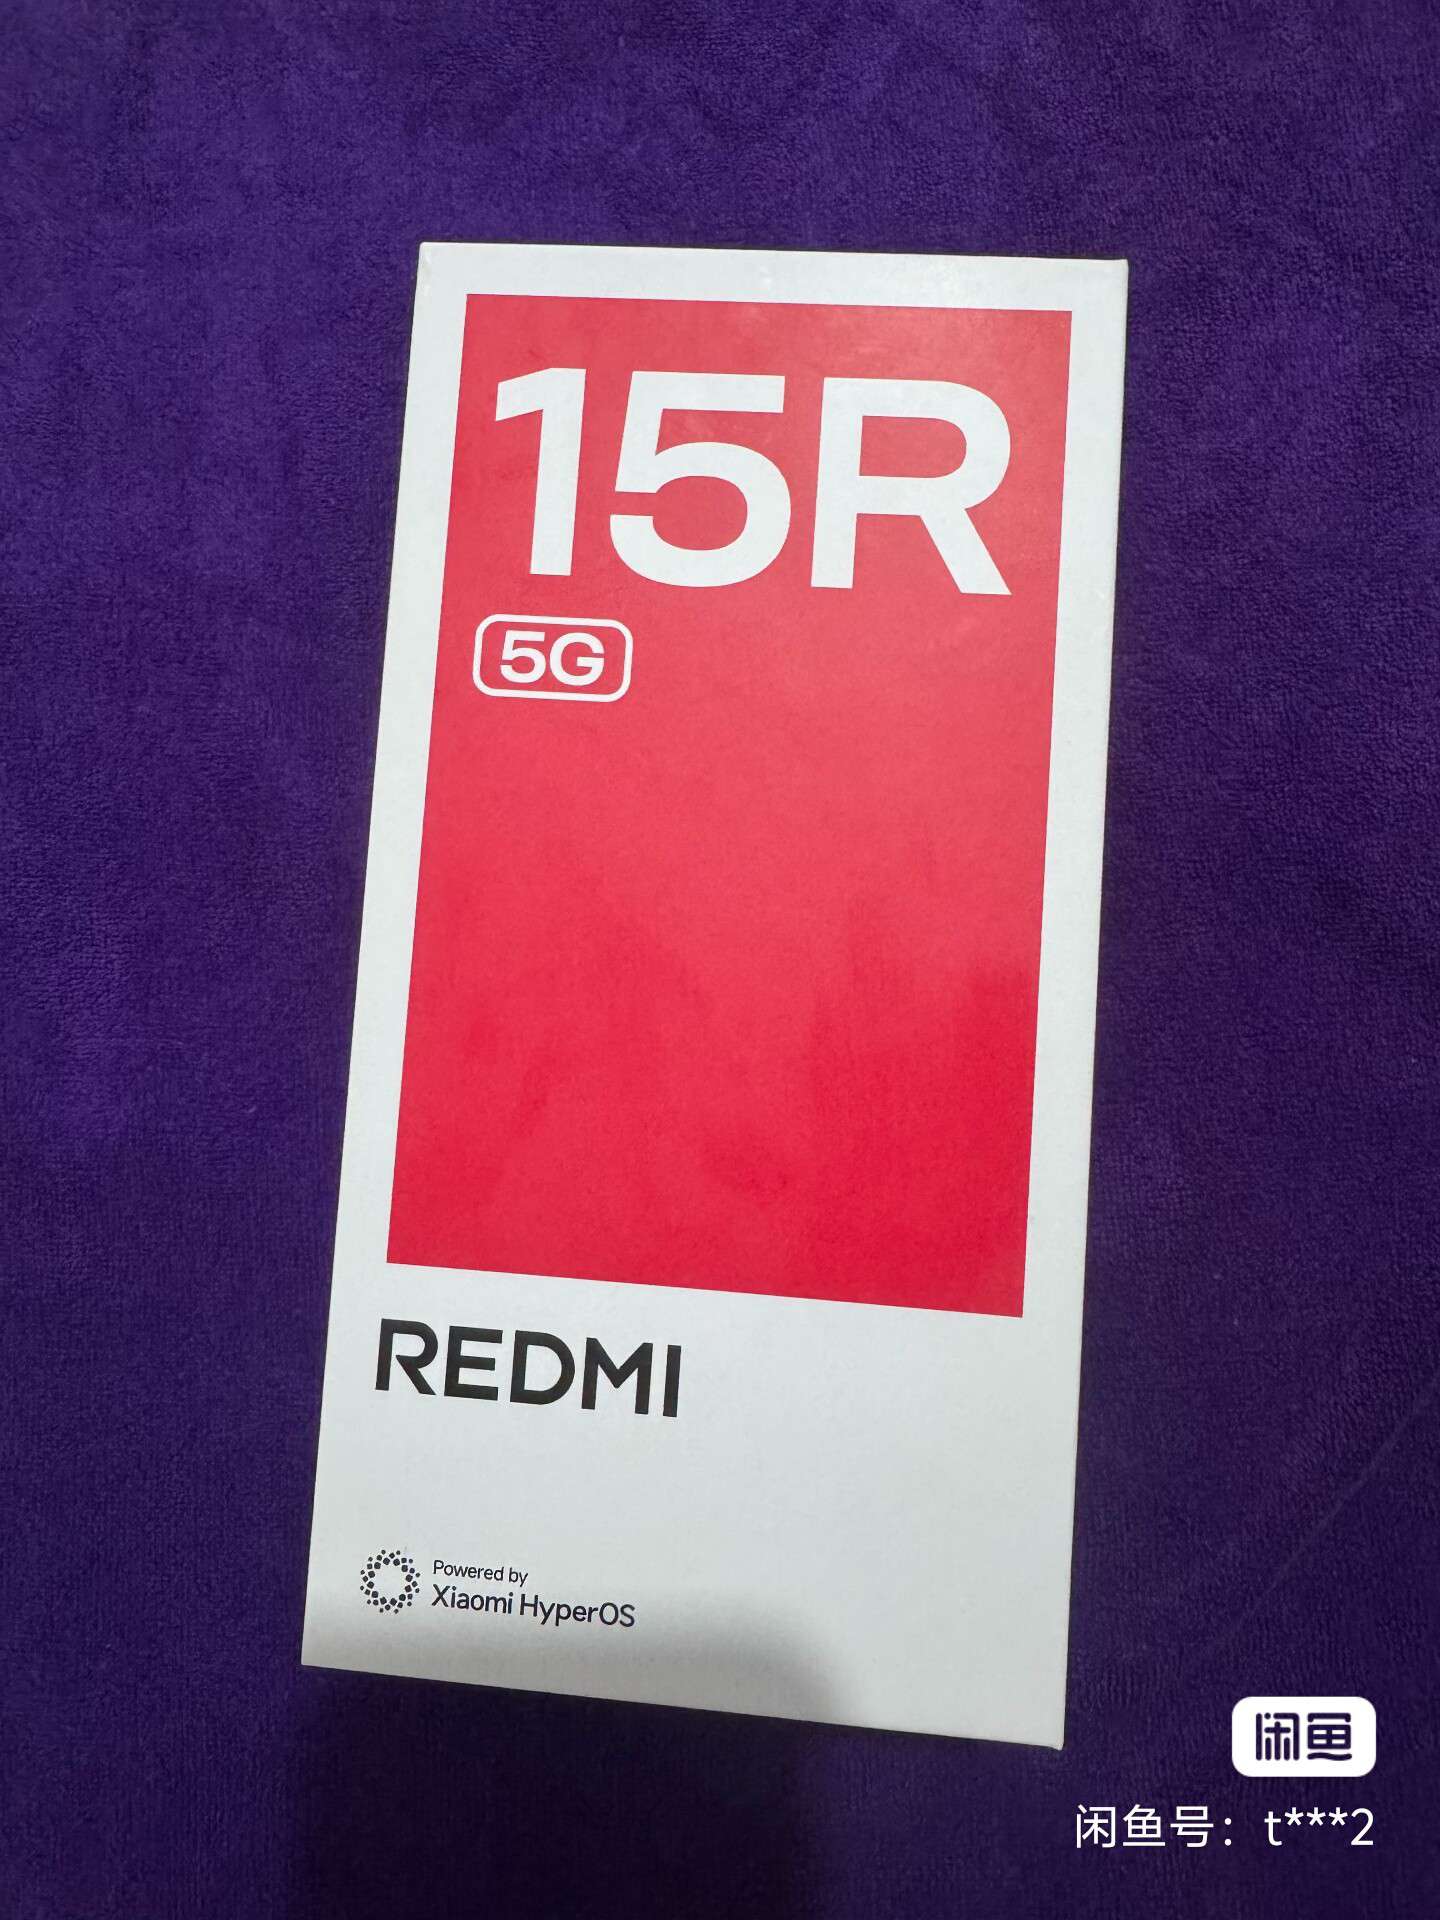 15R
5G
REDMI
Powered by
Xiaomi HyperOS
闲鱼
闲鱼号：t***2